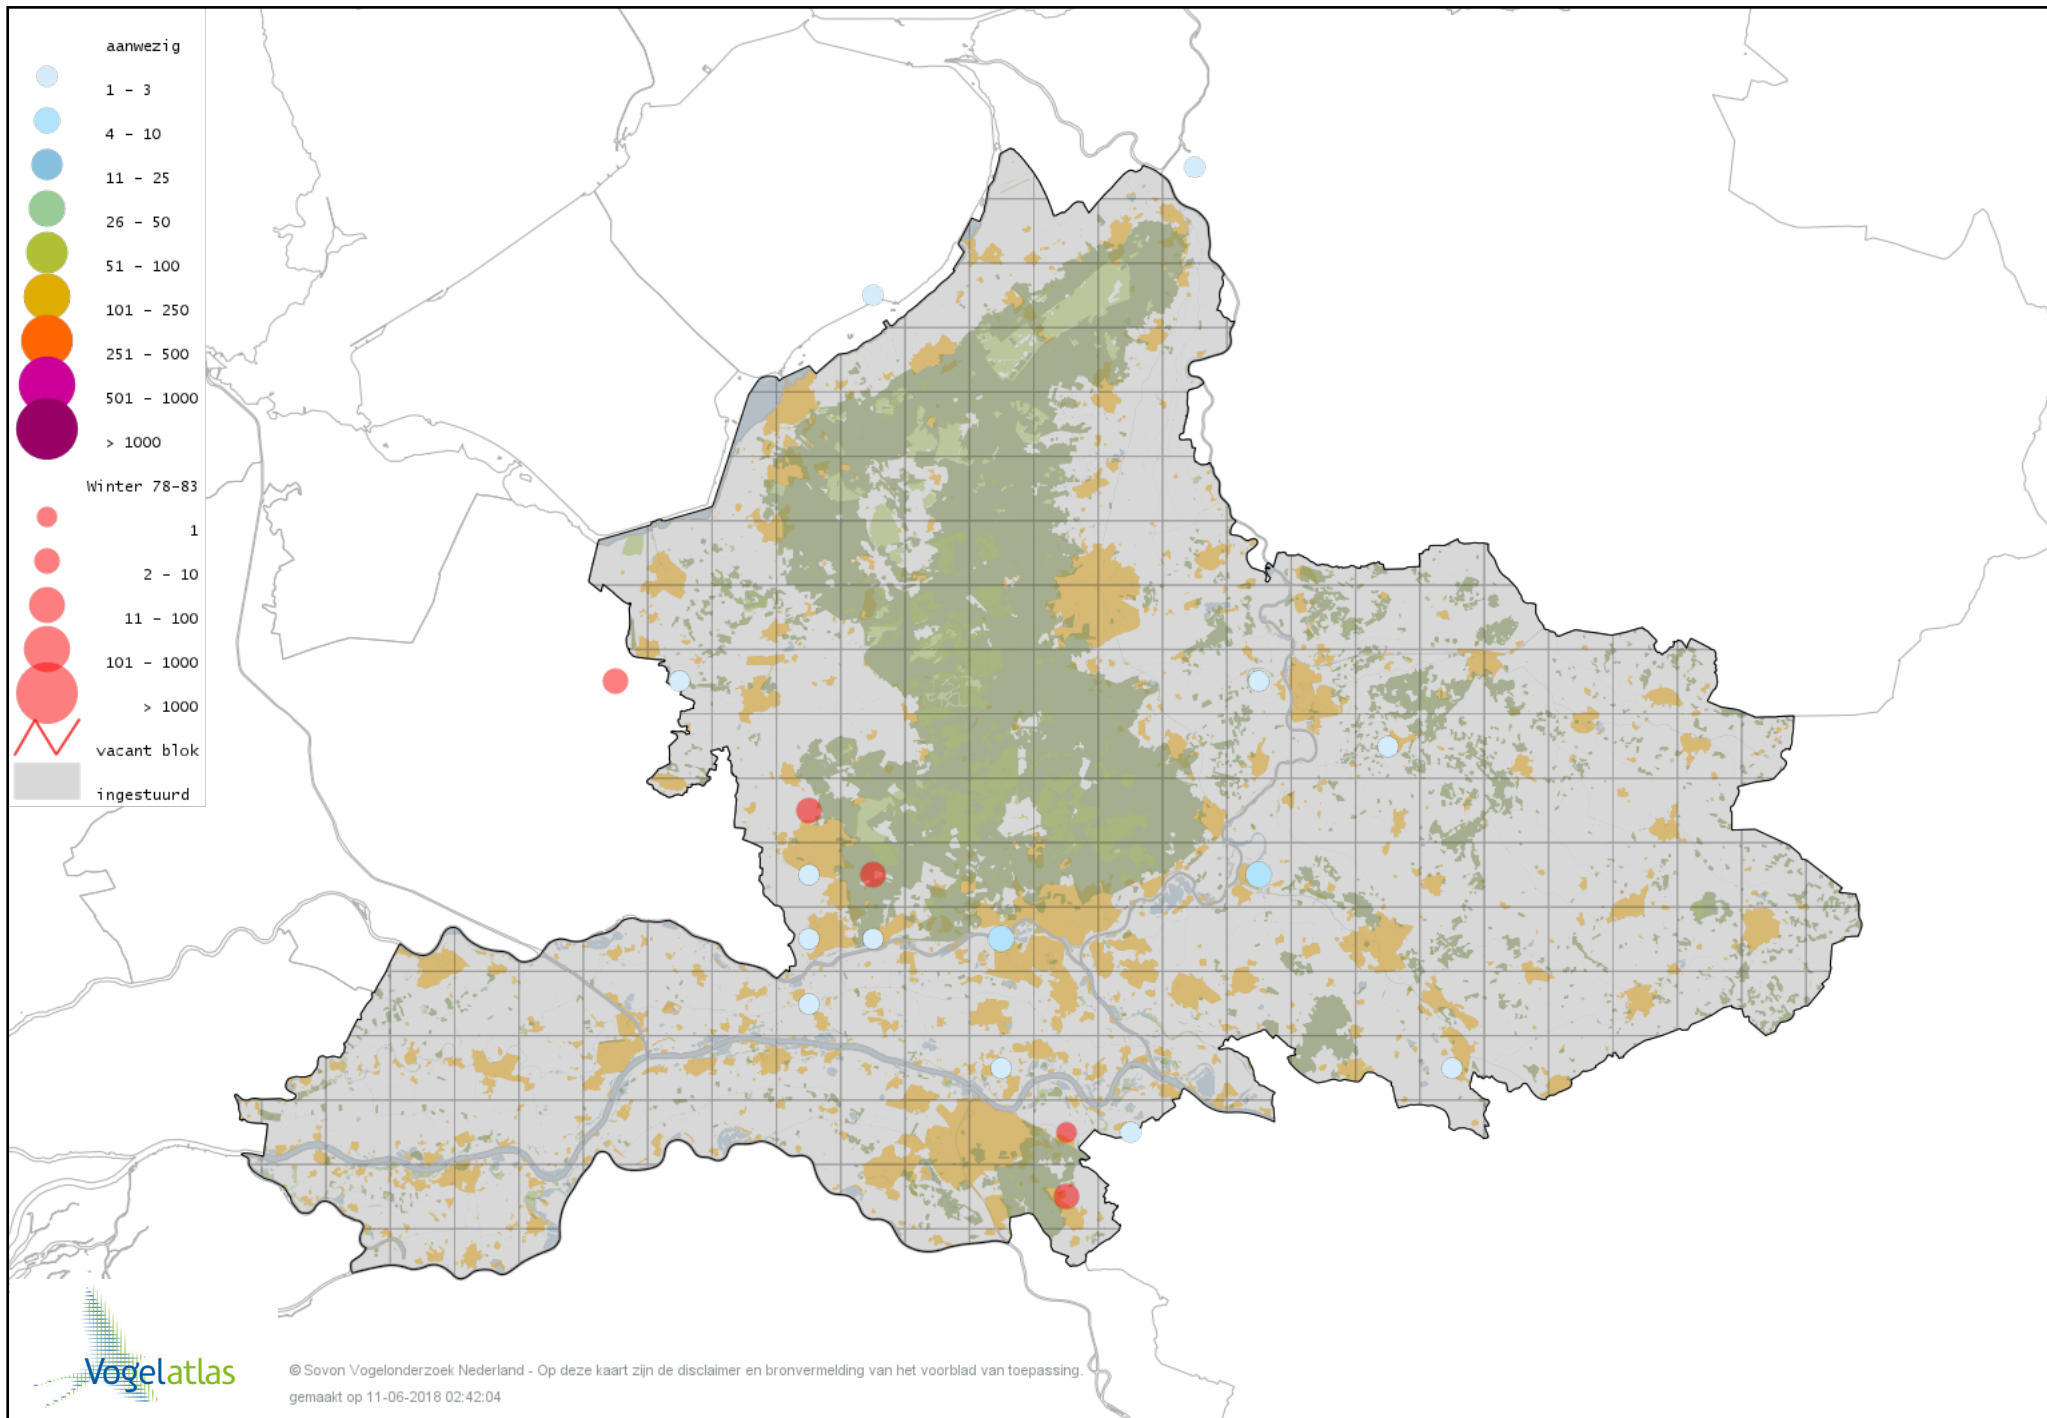 aanwezig
1 - 3
4 - 10
11 - 25
26 - 50
51 - 100
101 - 250
251 - 500
501 - 1000
> 1000
Winter 78-83
1
2 - 10
11 - 100
101 - 1000
> 1000
vacant blok
ingestuurd
Vogelatlas
© Sovon Vogelonderzoek Nederland - Op deze kaart zijn de disclaimer en bronvermelding van het voorblad van toepassing.
gemaakt op 11-06-2018 02:42:04